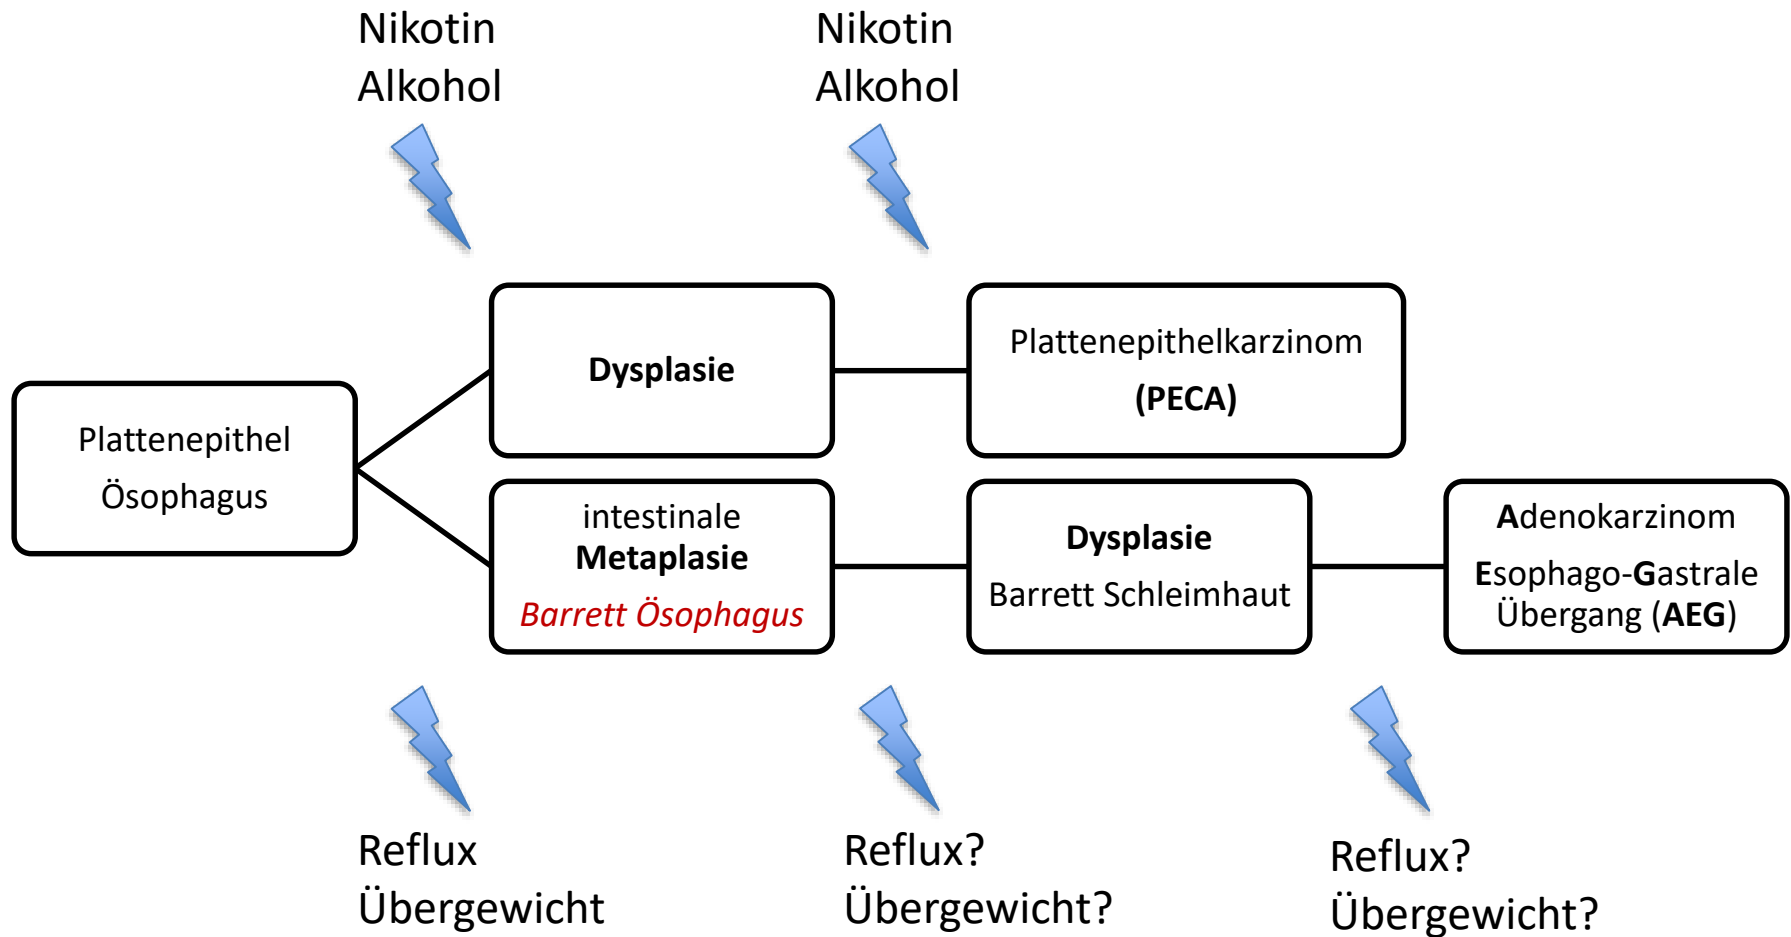 Nikotin
Alkohol
Nikotin
Alkohol
Plattenepithel
Ösophagus
Dysplasie
Plattenepithelkarzinom
(PECA)
intestinale
Metaplasie
Barrett Ösophagus
Dysplasie
Barrett Schleimhaut
Adenokarzinom
Esophago-Gastrale
Übergang (AEG)
Reflux
Übergewicht
Reflux?
Übergewicht?
Reflux?
Übergewicht?